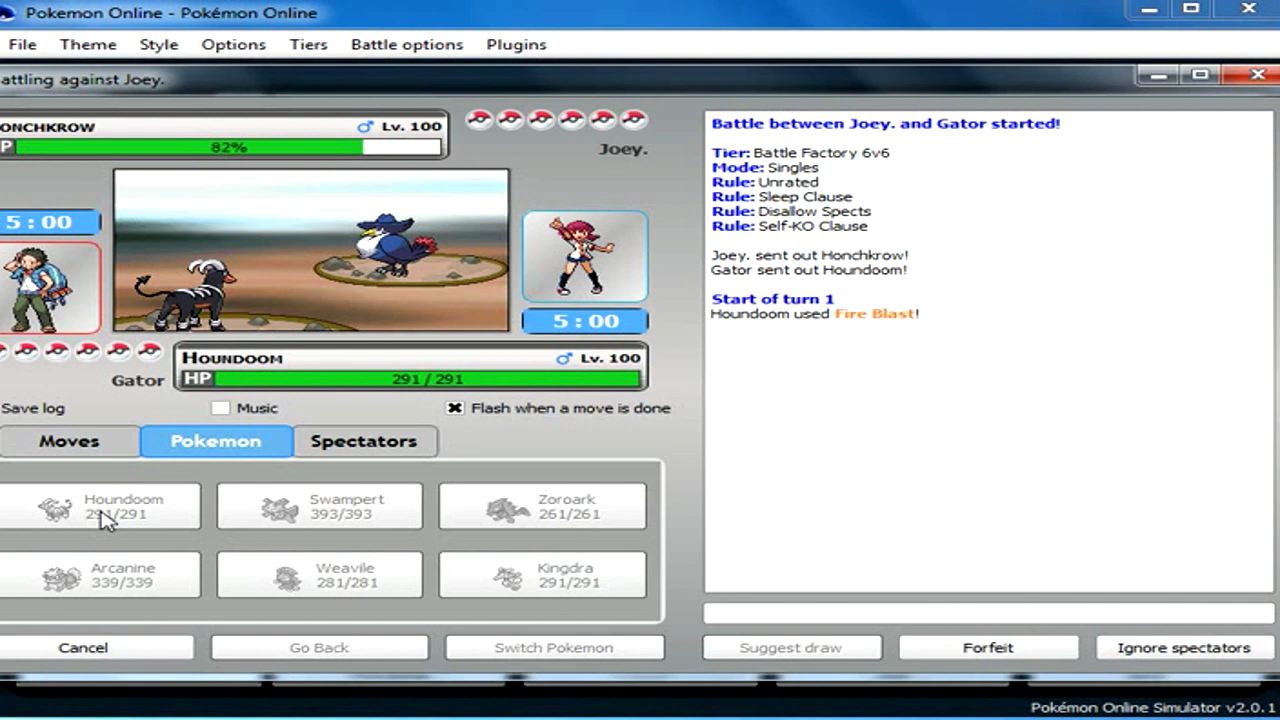 Pokemon Online - Pokémon Online
File Theme Style Options Tiers Battle options Plugins
attling against Joey.
ONCHKROW ♂ Lv. 100
P 82%
Joey.
5:00
5:00
HOUNDOOM ♂ Lv. 100
HP 291/291
Gator
Save log Music Flash when a move is done
Moves Pokemon Spectators
Houndoom
291/291
Swampert
393/393
Zoroark
261/261
Arcanine
339/339
Weavile
281/281
Kingdra
291/291
Cancel Go Back Switch Pokemon
Battle between Joey. and Gator started!
Tier: Battle Factory 6v6
Mode: Singles
Rule: Unrated
Rule: Sleep Clause
Rule: Disallow Spects
Rule: Self-KO Clause
Joey. sent out Honchkrow!
Gator sent out Houndoom!
Start of turn 1
Houndoom used Fire Blast!
Suggest draw Forfeit Ignore spectators
Pokémon Online Simulator v2.0.1